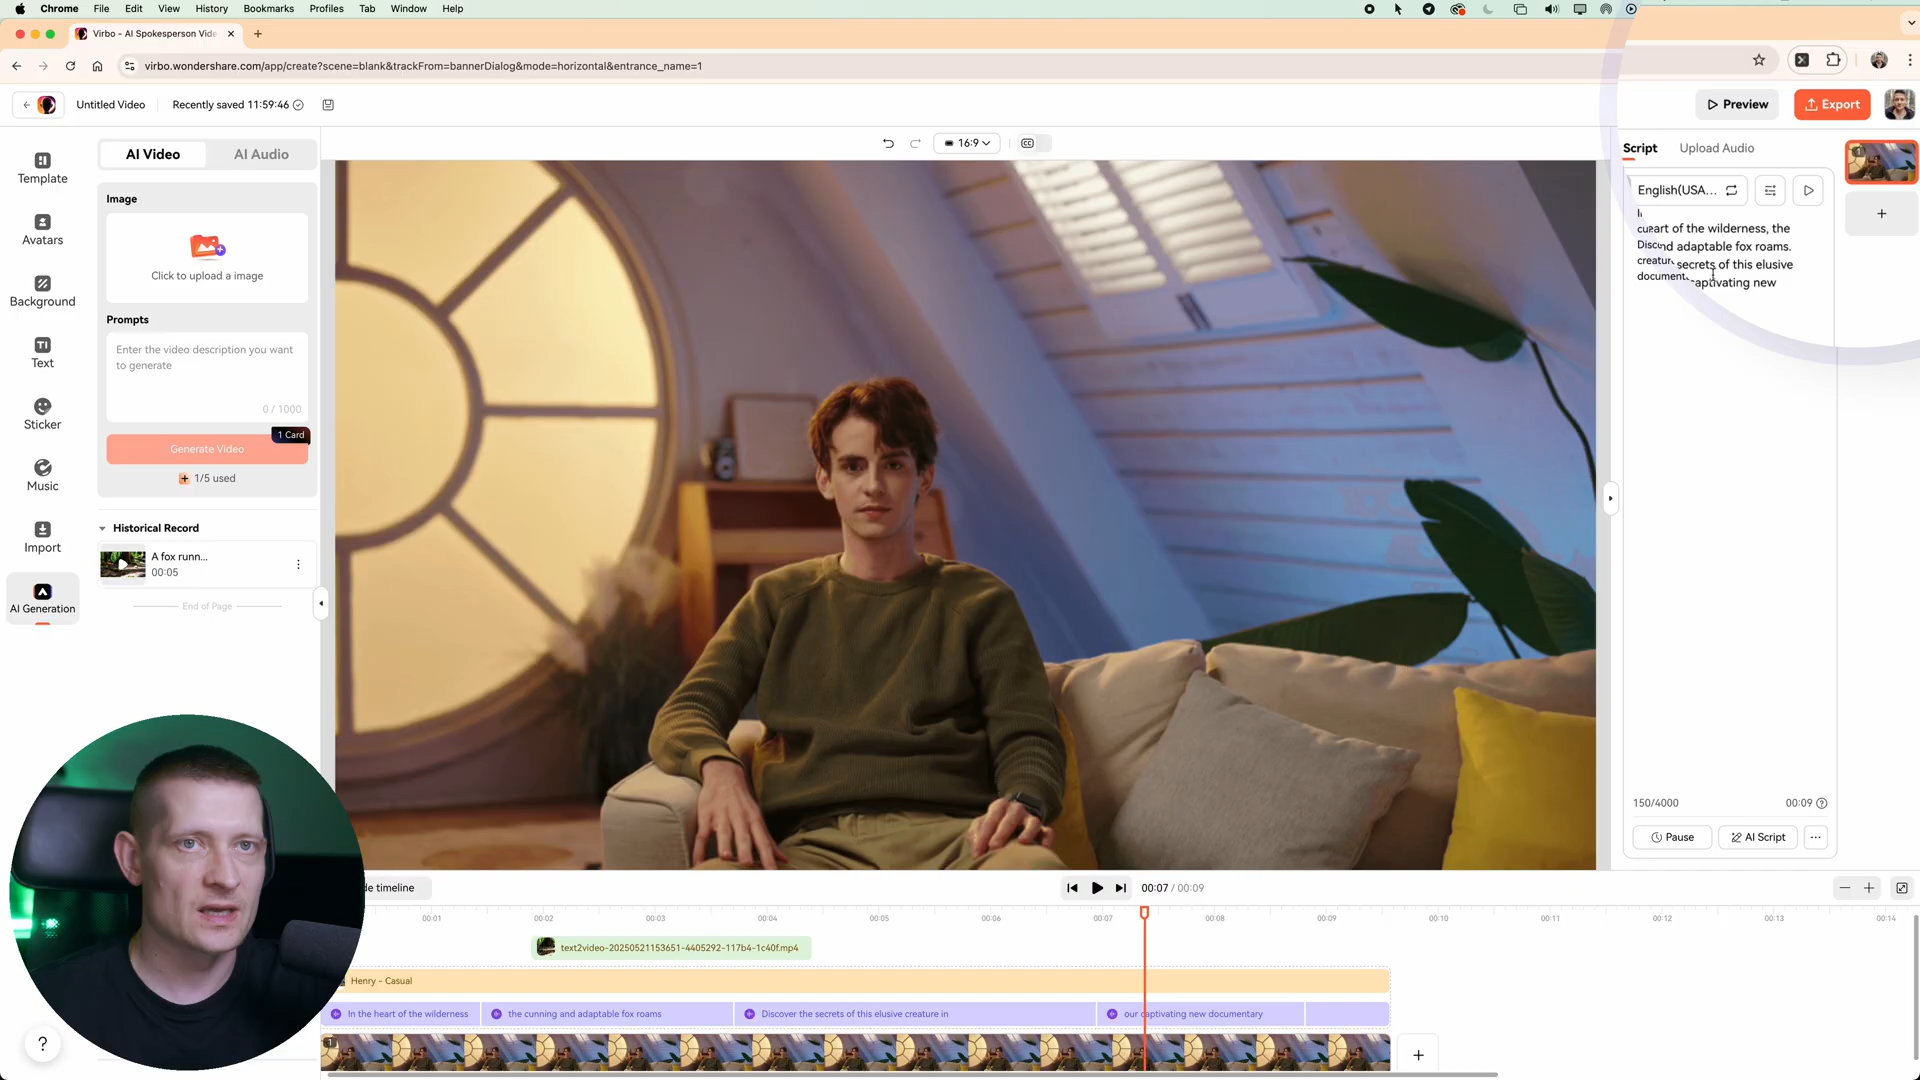 Chrome File Edit View History Bookmarks Profiles Tab Window Help
Virbo - AI Spokesperson Vide
virbo.wondershare.com/app/create?scene=blank&trackFrom=bannerDialog&mode=horizontal&entrance_name=1
Untitled Video Recently saved 11:59:46
Preview Export
16:9 CC
Template
Avatars
Background
Text
Sticker
Music
Import
AI Generation
AI Video AI Audio
Image
Click to upload a image
Prompts
Enter the video description you want
to generate
0 / 1000
1 Card
Generate Video
1/5 used
Historical Record
A fox runn...
00:05
End of Page
Script Upload Audio
English(USA...
art of the wilderness, the
nd adaptable fox roams.
secrets of this elusive
captivating new
150/4000 00:09
Pause AI Script
de timeline
00:07 / 00:09
00:01 00:02 00:03 00:04 00:05 00:06 00:07 00:08 00:09 00:10 00:11 00:12 00:13 00:14
text2video-20250521153651-4405292-117b4-1c40f.mp4
Henry - Casual
In the heart of the wilderness the cunning and adaptable fox roams Discover the secrets of this elusive creature in our captivating new documentary
1